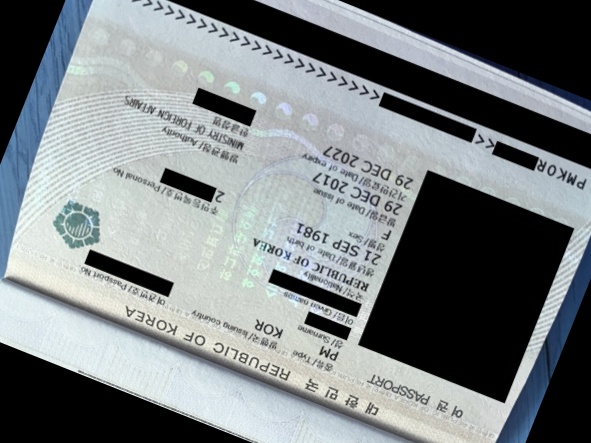 대한민국 REPUBLIC OF KOREA
여권 PASSPORT
종류/Type 발행국/Issuing country 여권번호/Passport No.
PM KOR
성/Surname
이름/Given names
국적/Nationality
REPUBLIC OF KOREA
생년월일/Date of birth
21 SEP 1981
성별/Sex
F
주민등록번호/Personal No.
2
발급일/Date of issue
29 DEC 2017
발행관청/Authority
MINISTRY OF FOREIGN AFFAIRS
기간만료일/Date of expiry
29 DEC 2027
한글성명